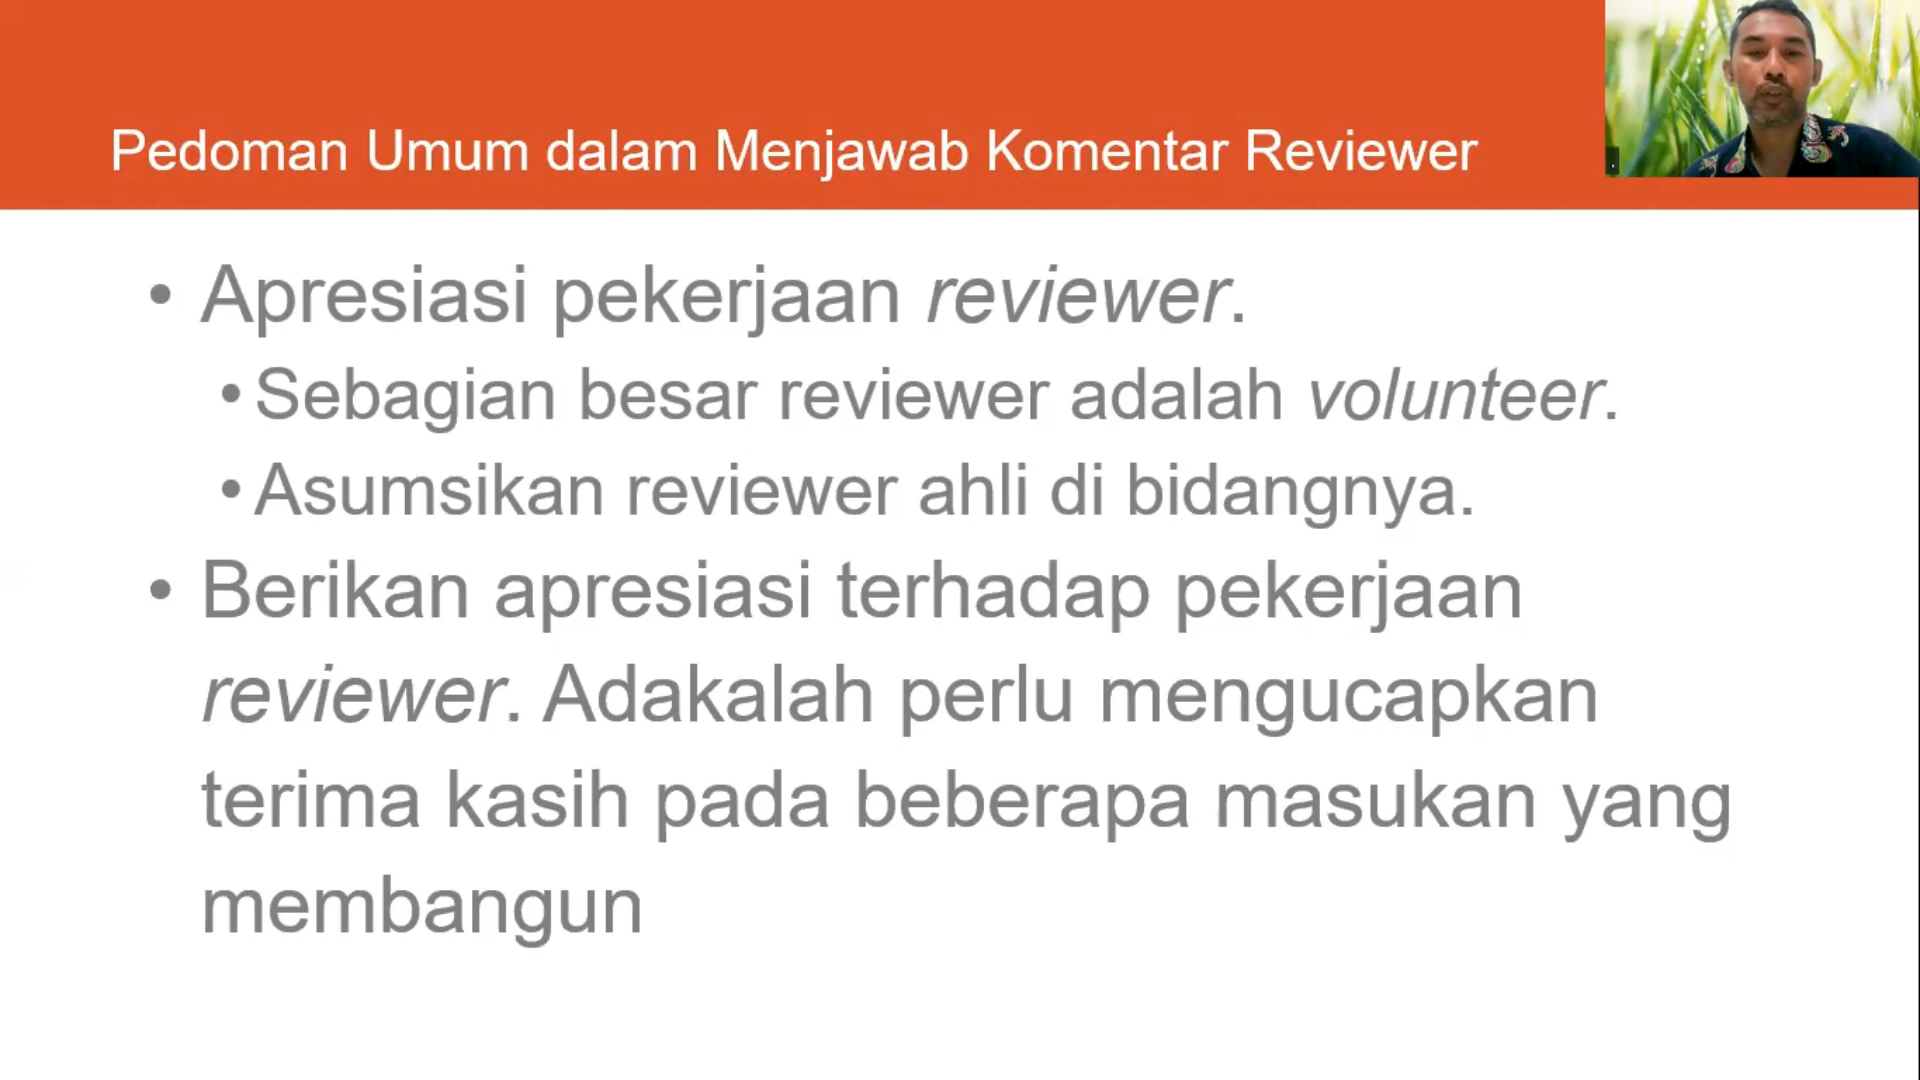 Pedoman Umum dalam Menjawab Komentar Reviewer
• Apresiasi pekerjaan reviewer.
• Sebagian besar reviewer adalah volunteer.
• Asumsikan reviewer ahli di bidangnya.
• Berikan apresiasi terhadap pekerjaan
reviewer. Adakalah perlu mengucapkan
terima kasih pada beberapa masukan yang
membangun